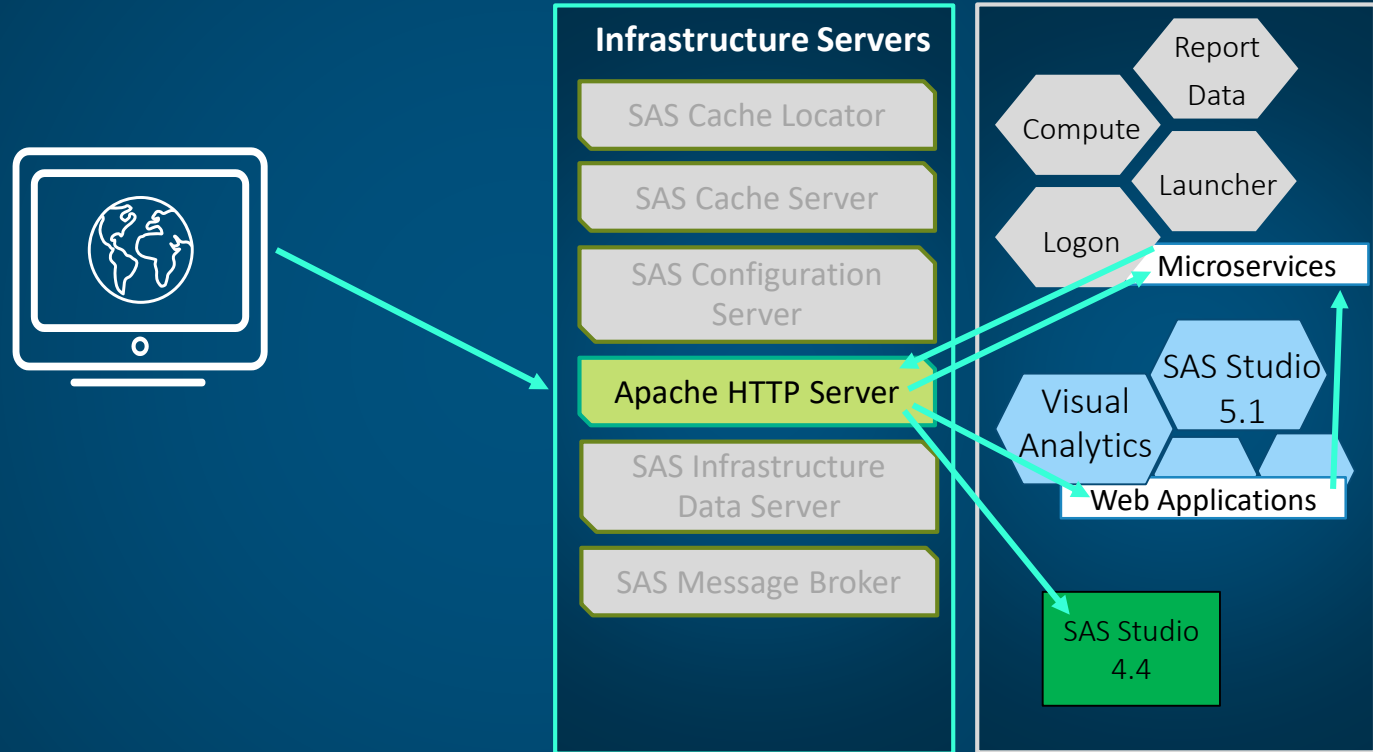 Infrastructure Servers
SAS Cache Locator
SAS Cache Server
SAS Configuration
Server
Apache HTTP Server
SAS Infrastructure
Data Server
SAS Message Broker
Report
Data
Compute
Launcher
Logon
Microservices
SAS Studio
5.1
Visual
Analytics
Web Applications
SAS Studio
4.4